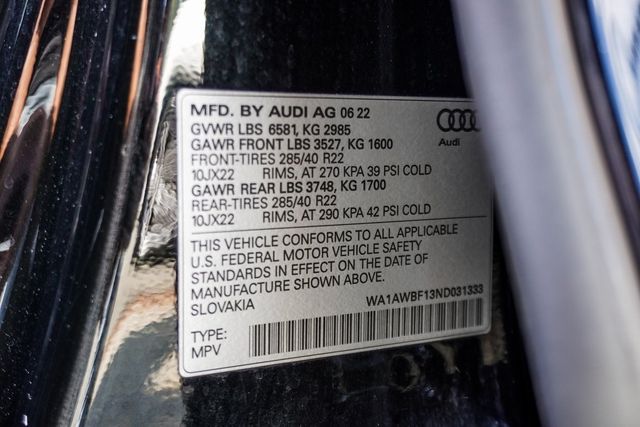 MFD. BY AUDI AG 06 22
GVWR LBS 6581, KG 2985
GAWR FRONT LBS 3527, KG 1600
FRONT-TIRES 285/40 R22
10JX22 RIMS, AT 270 KPA 39 PSI COLD
GAWR REAR LBS 3748, KG 1700
REAR-TIRES 285/40 R22
10JX22 RIMS, AT 290 KPA 42 PSI COLD
Audi
THIS VEHICLE CONFORMS TO ALL APPLICABLE
U.S. FEDERAL MOTOR VEHICLE SAFETY
STANDARDS IN EFFECT ON THE DATE OF
MANUFACTURE SHOWN ABOVE.
SLOVAKIA WA1AWBF13ND031333
TYPE:
MPV